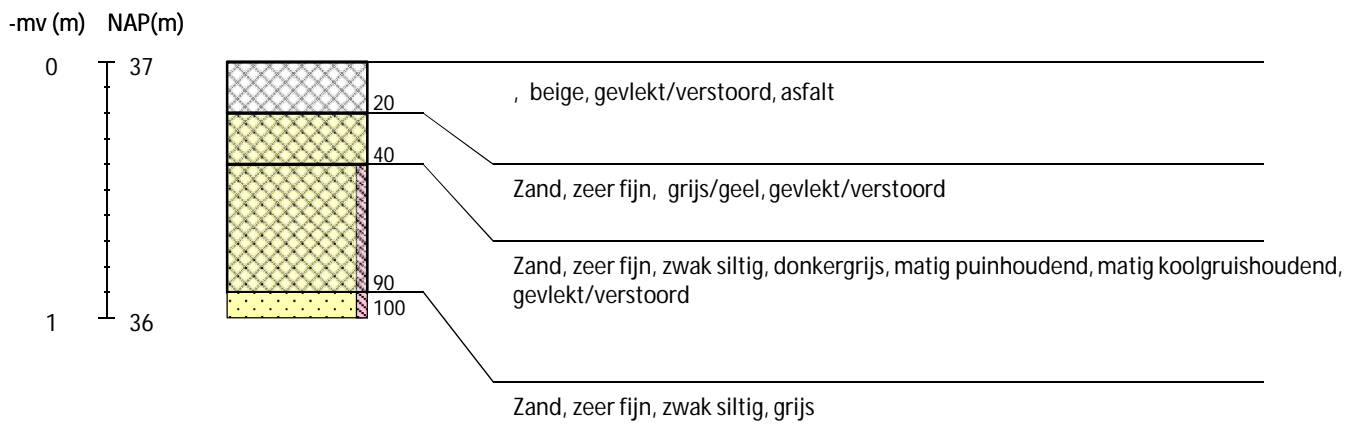 -mv (m) NAP(m)
0 37
, beige, gevlekt/verstoord, asfalt
20
40
Zand, zeer fijn, grijs/geel, gevlekt/verstoord
Zand, zeer fijn, zwak siltig, donkergrijs, matig puinhoudend, matig koolgruishoudend,
gevlekt/verstoord
90
100
1 36
Zand, zeer fijn, zwak siltig, grijs